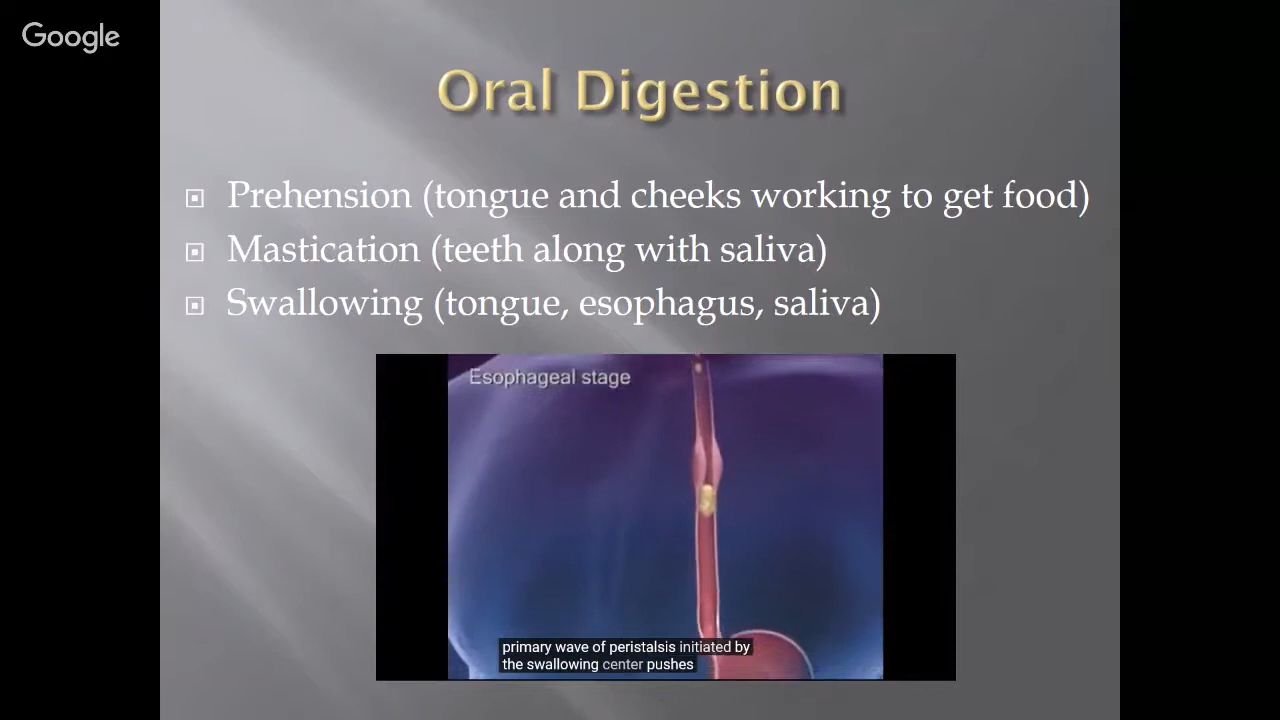 Google
Oral Digestion
Prehension (tongue and cheeks working to get food)
Mastication (teeth along with saliva)
Swallowing (tongue, esophagus, saliva)
Esophageal stage
primary wave of peristalsis initiated by
the swallowing center pushes